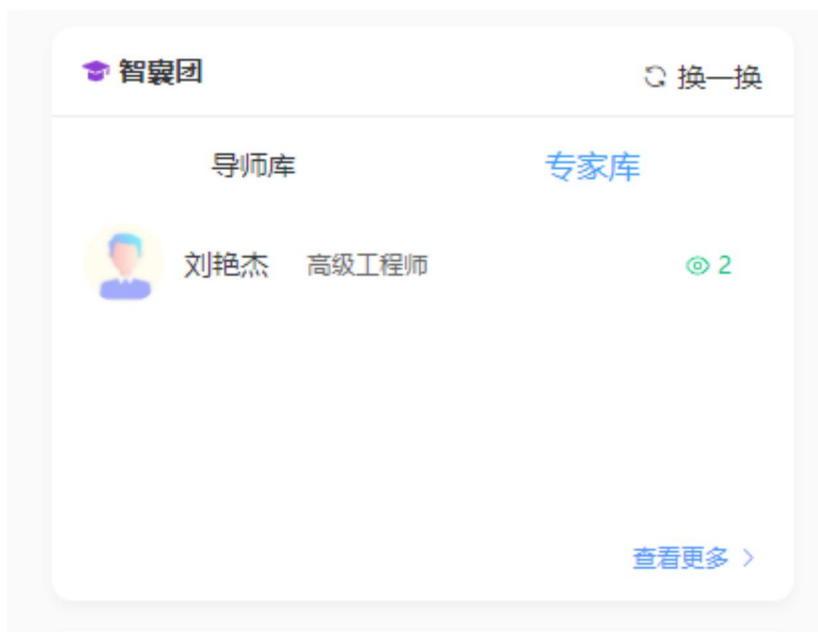 智囊团
换一换
导师库 专家库
刘艳杰 高级工程师 2
查看更多